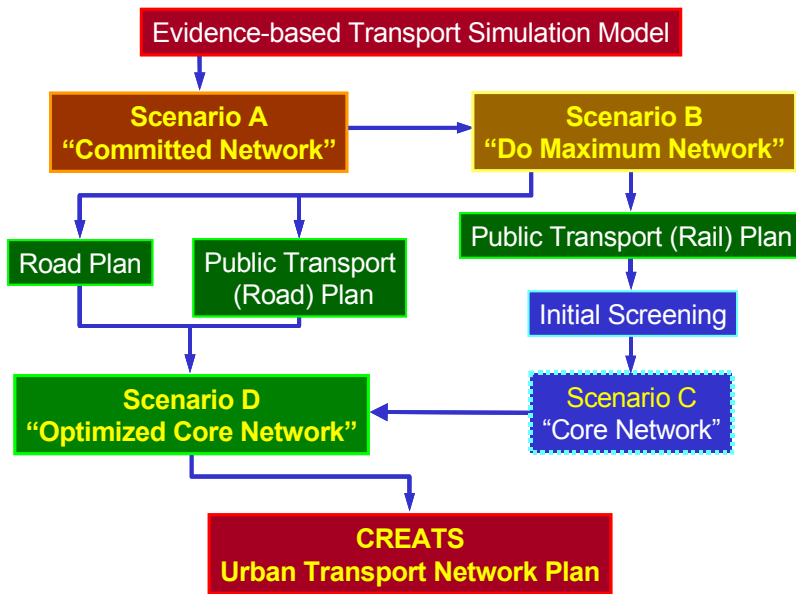 Evidence-based Transport Simulation Model
Scenario A
“Committed Network”
Scenario B
“Do Maximum Network”
Road Plan
Public Transport
(Road) Plan
Public Transport (Rail) Plan
Initial Screening
Scenario D
“Optimized Core Network”
Scenario C
“Core Network”
CREATS
Urban Transport Network Plan